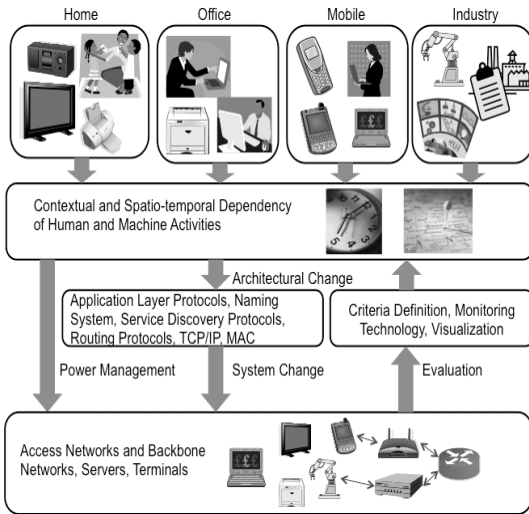 Home
Office
Mobile
Industry
Contextual and Spatio-temporal Dependency
of Human and Machine Activities
Architectural Change
Application Layer Protocols, Naming
System, Service Discovery Protocols,
Routing Protocols, TCP/IP, MAC
Criteria Definition, Monitoring
Technology, Visualization
Power Management
System Change
Evaluation
Access Networks and Backbone
Networks, Servers, Terminals